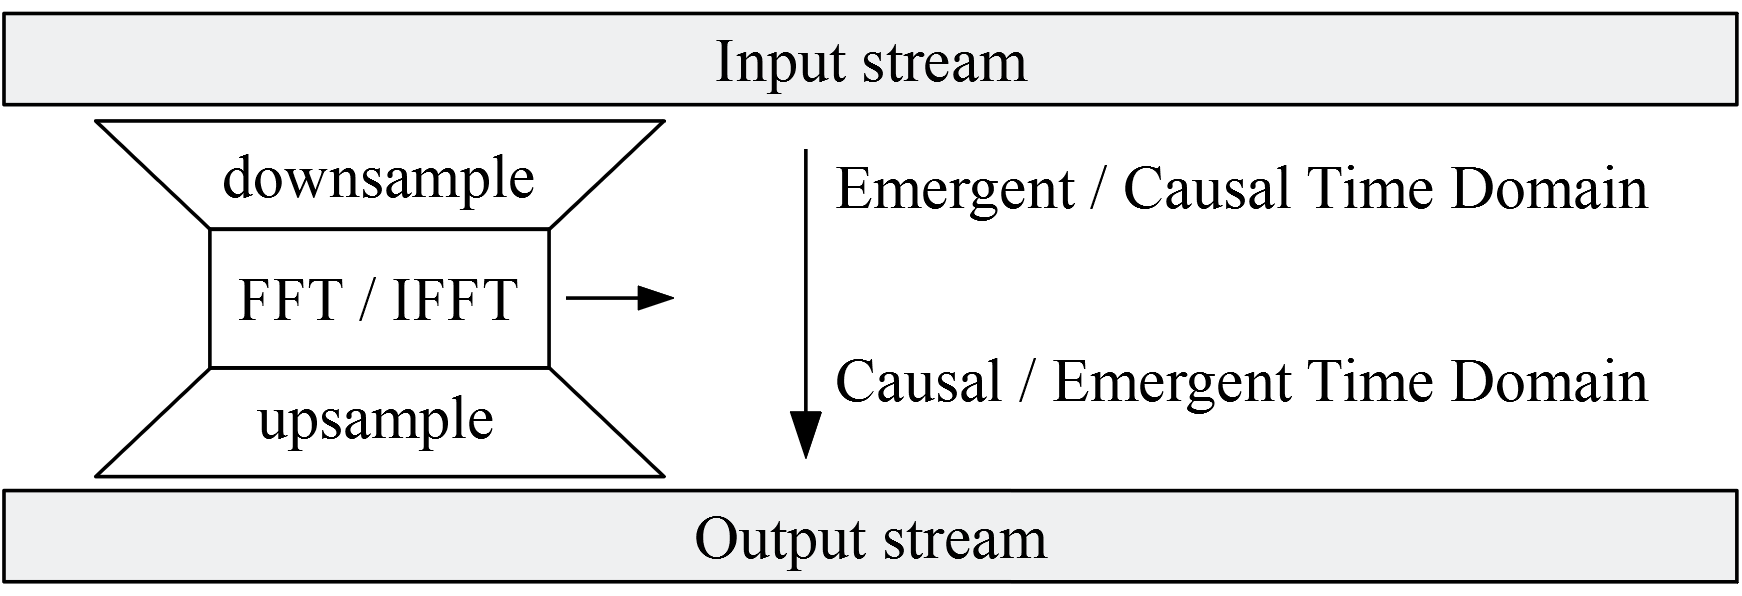 Input stream
downsample
Emergent / Causal Time Domain
FFT / IFFT
Causal / Emergent Time Domain
upsample
Output stream